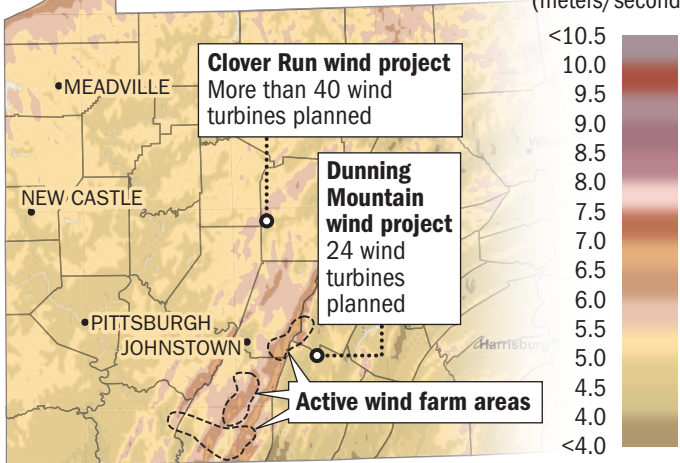 (meters/second
<10.5
10.0
9.5
9.0
8.5
8.0
7.5
7.0
6.5
6.0
5.5
5.0
4.5
4.0
<4.0
Clover Run wind project
More than 40 wind
turbines planned
MEADVILLE
Dunning
Mountain
wind project
24 wind
turbines
planned
NEW CASTLE
PITTSBURGH
JOHNSTOWN
Harrisburg
Active wind farm areas